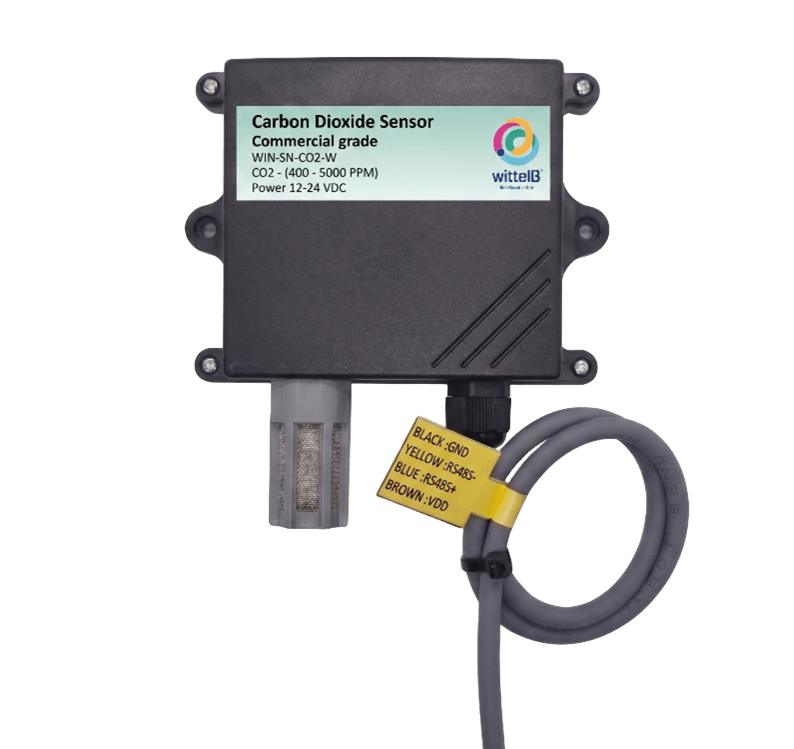 Carbon Dioxide Sensor
Commercial grade
WIN-SN-CO2-W
CO2 - (400 - 5000 PPM)
Power 12-24 VDC
wittelB®
BLACK :GND
YELLOW :RS485-
BLUE :RS485+
BROWN :VDD